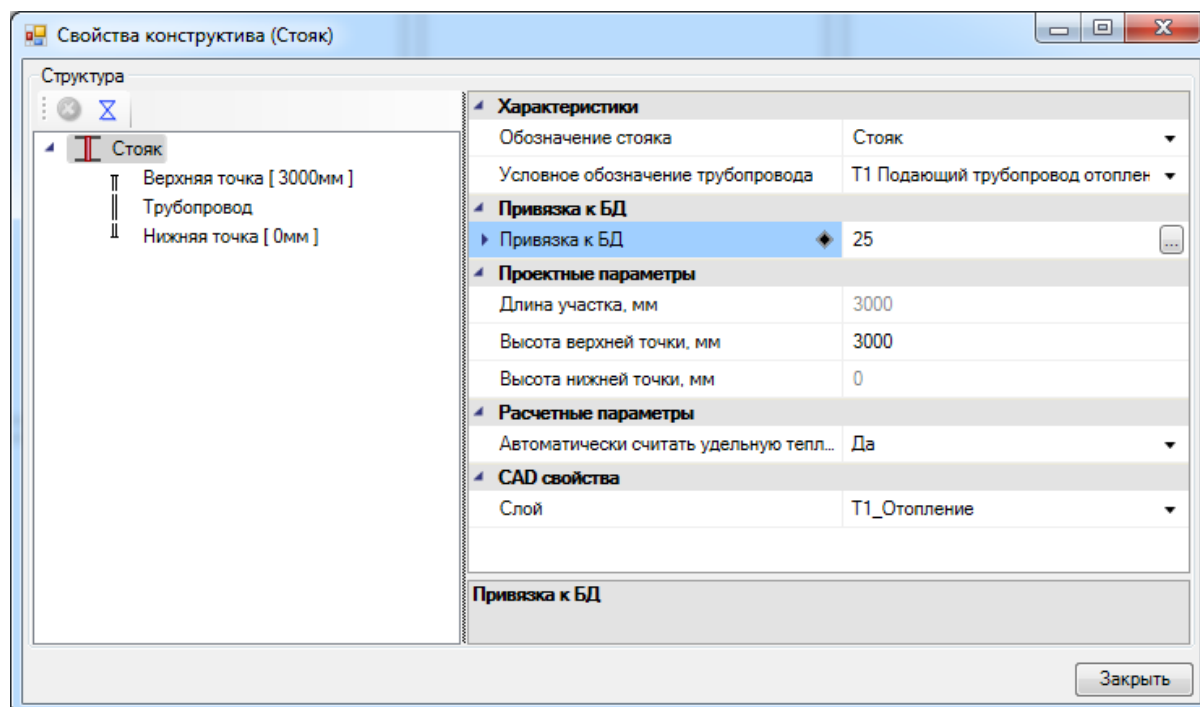 Свойства конструктива (Стояк)
Структура
Стояк
Верхняя точка [ 3000мм ]
Трубопровод
Нижняя точка [ 0мм ]
Характеристики
Обозначение стояка Стояк
Условное обозначение трубопровода Т1 Подающий трубопровод отоплен
Привязка к БД
Привязка к БД 25 ...
Проектные параметры
Длина участка, мм 3000
Высота верхней точки, мм 3000
Высота нижней точки, мм 0
Расчетные параметры
Автоматически считать удельную тепл... Да
CAD свойства
Слой Т1_Отопление
Привязка к БД
Закрыть